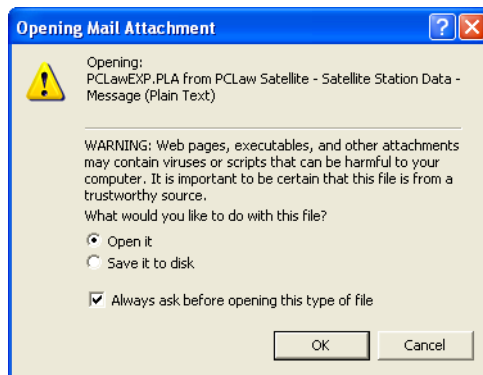 Opening Mail Attachment
Opening:
PCLawEXP.PLA from PCLaw Satellite - Satellite Station Data -
Message (Plain Text)
WARNING: Web pages, executables, and other attachments
may contain viruses or scripts that can be harmful to your
computer. It is important to be certain that this file is from a
trustworthy source.
What would you like to do with this file?
Open it
Save it to disk
Always ask before opening this type of file
OK Cancel